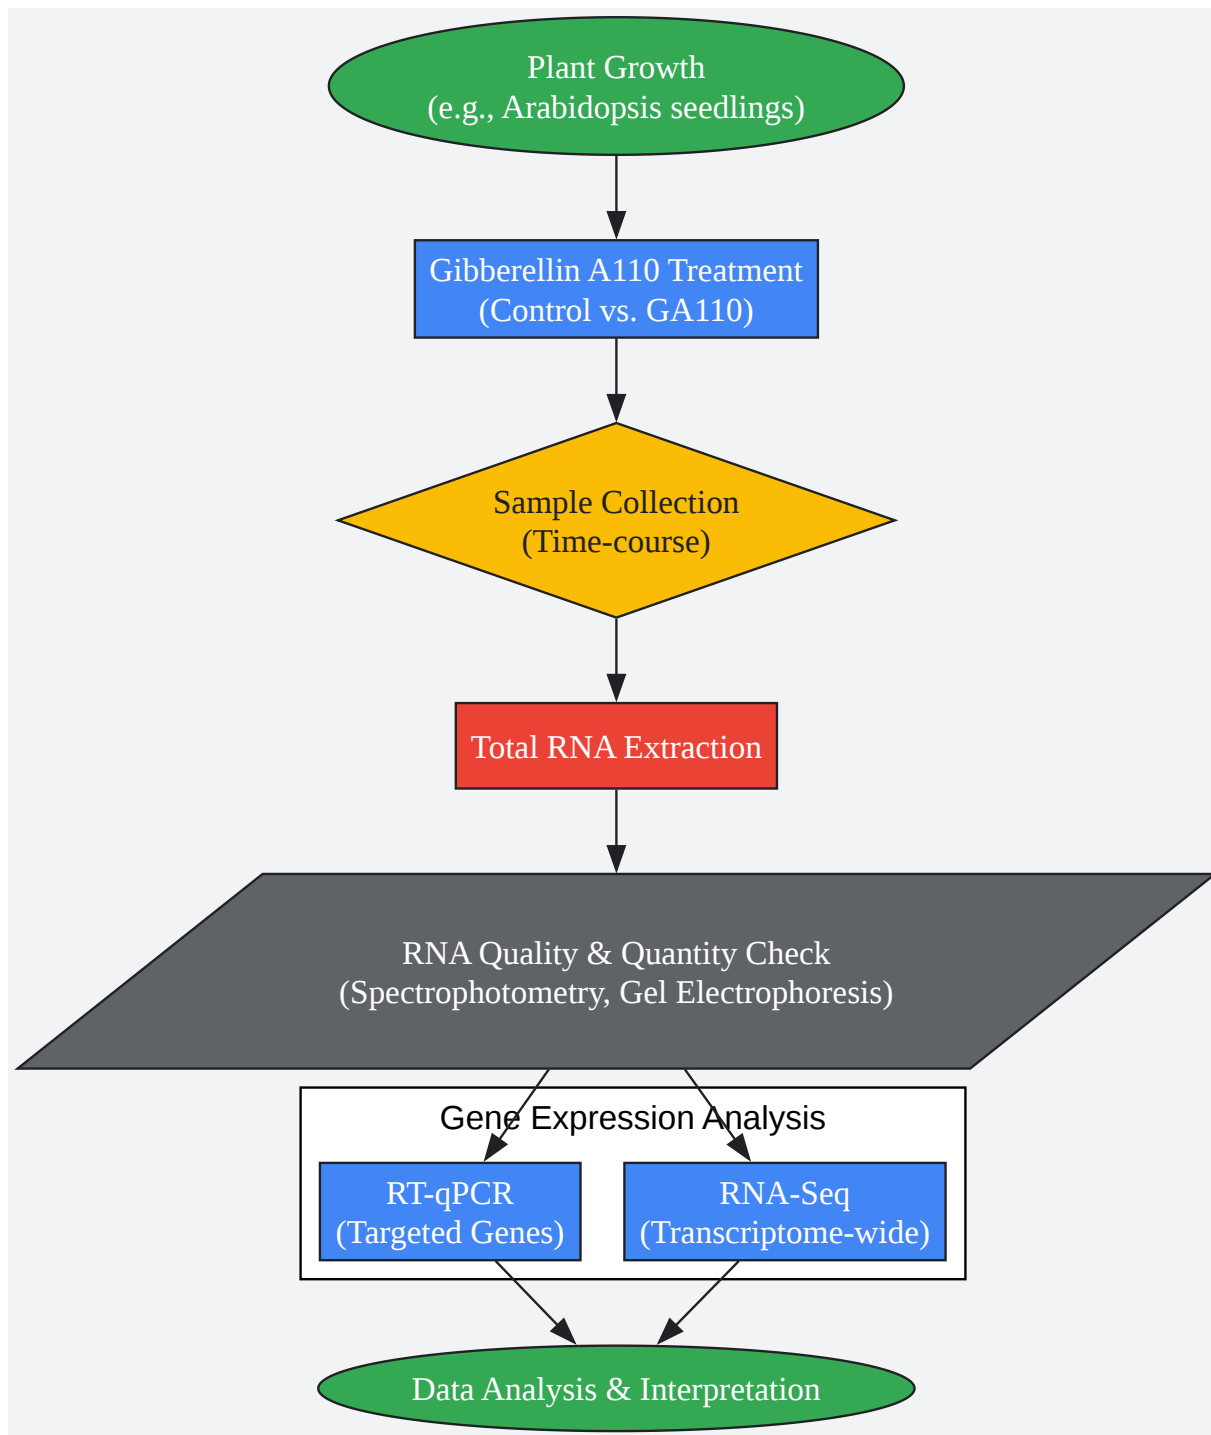 Plant Growth
(e.g., Arabidopsis seedlings)
Gibberellin A110 Treatment
(Control vs. GA110)
Sample Collection
(Time-course)
Total RNA Extraction
RNA Quality & Quantity Check
(Spectrophotometry, Gel Electrophoresis)
Gene Expression Analysis
RT-qPCR
(Targeted Genes)
RNA-Seq
(Transcriptome-wide)
Data Analysis & Interpretation